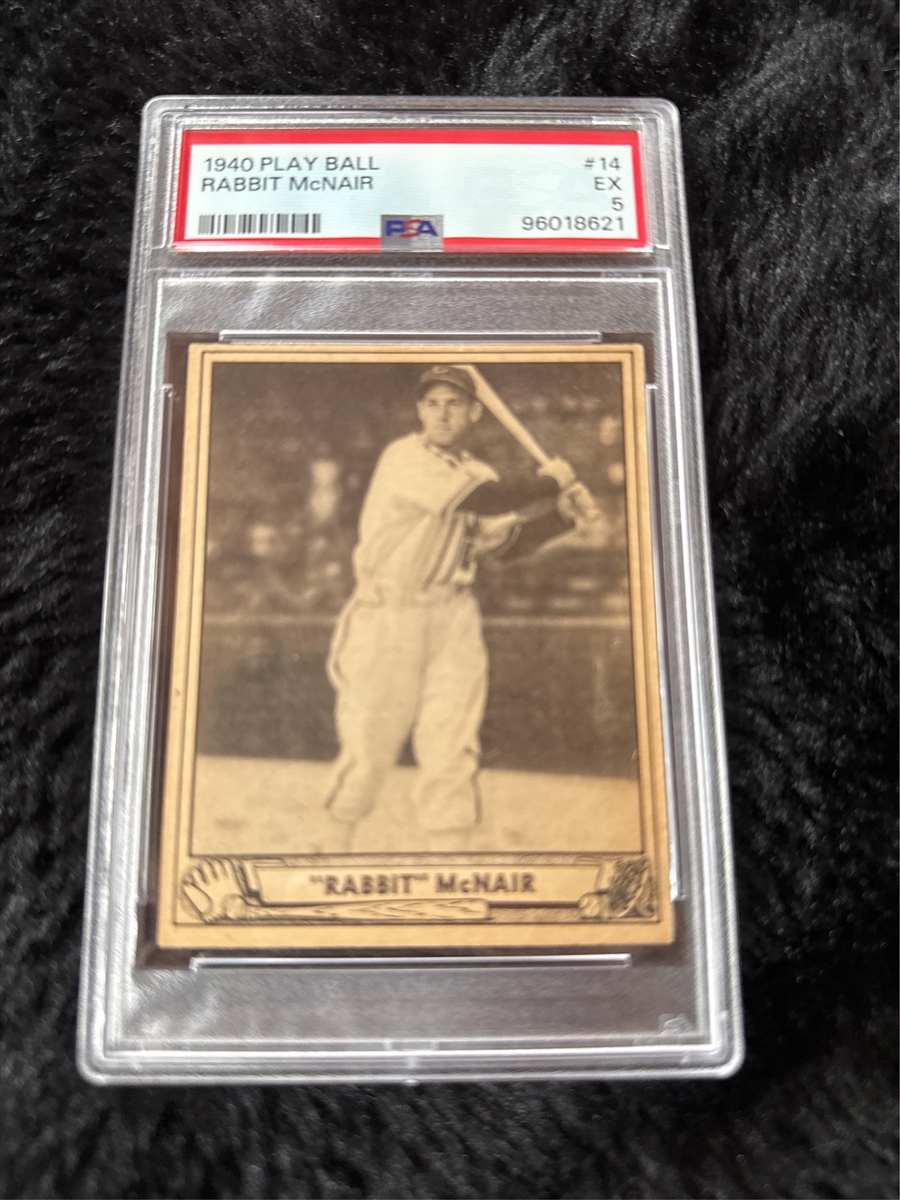 1940 PLAY BALL #14
RABBIT McNAIR EX
5
PSA 96018621
"RABBIT" McNAIR